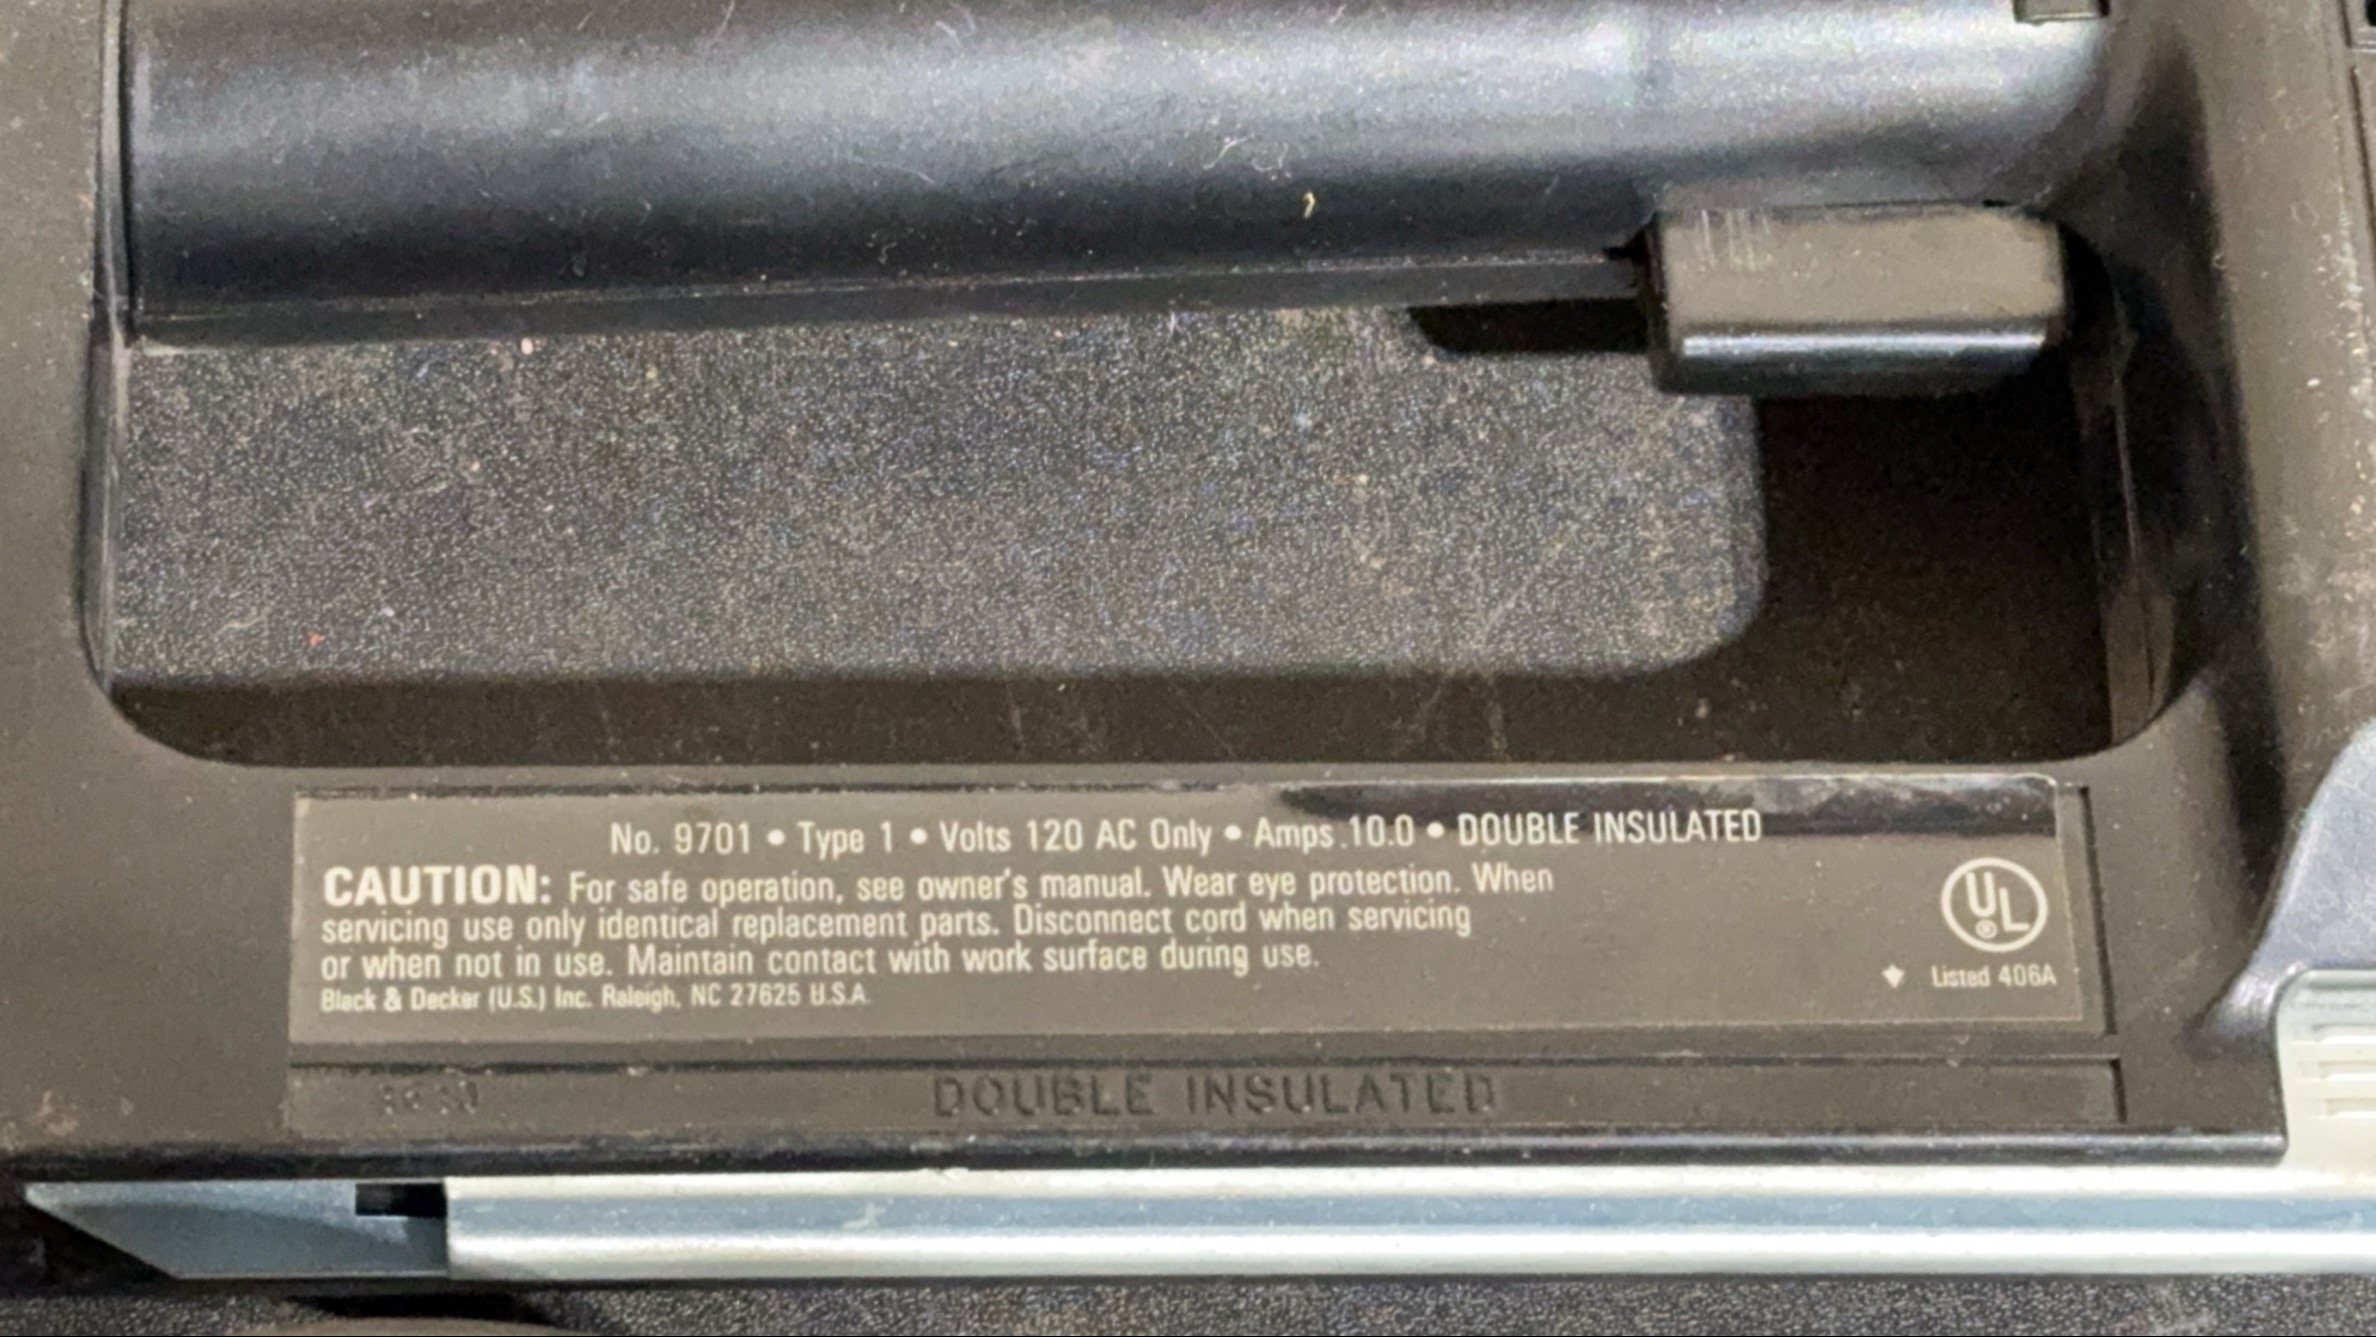 No. 9701 • Type 1 • Volts 120 AC Only • Amps 10.0 • DOUBLE INSULATED
CAUTION: For safe operation, see owner's manual. Wear eye protection. When
servicing use only identical replacement parts. Disconnect cord when servicing
or when not in use. Maintain contact with work surface during use.
Black & Decker (U.S.) Inc. Raleigh, NC 27625 U.S.A.
UL
®
Listed 406A
DOUBLE INSULATED